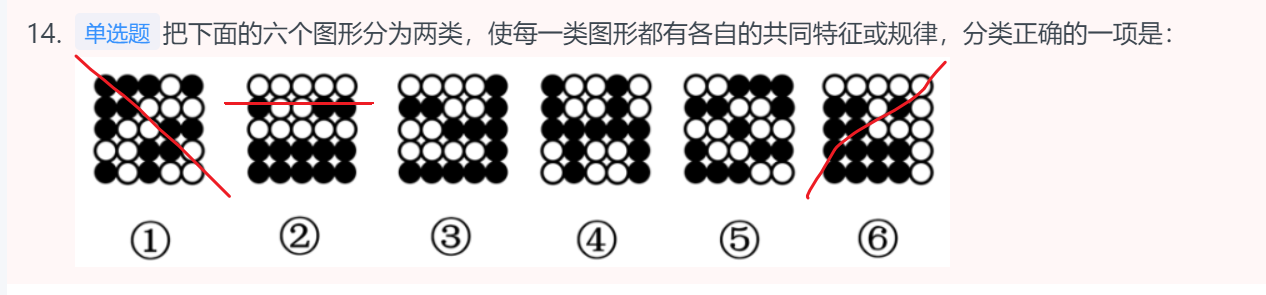 14. 单选题 把下面的六个图形分为两类，使每一类图形都有各自的共同特征或规律，分类正确的一项是：
① ② ③ ④ ⑤ ⑥